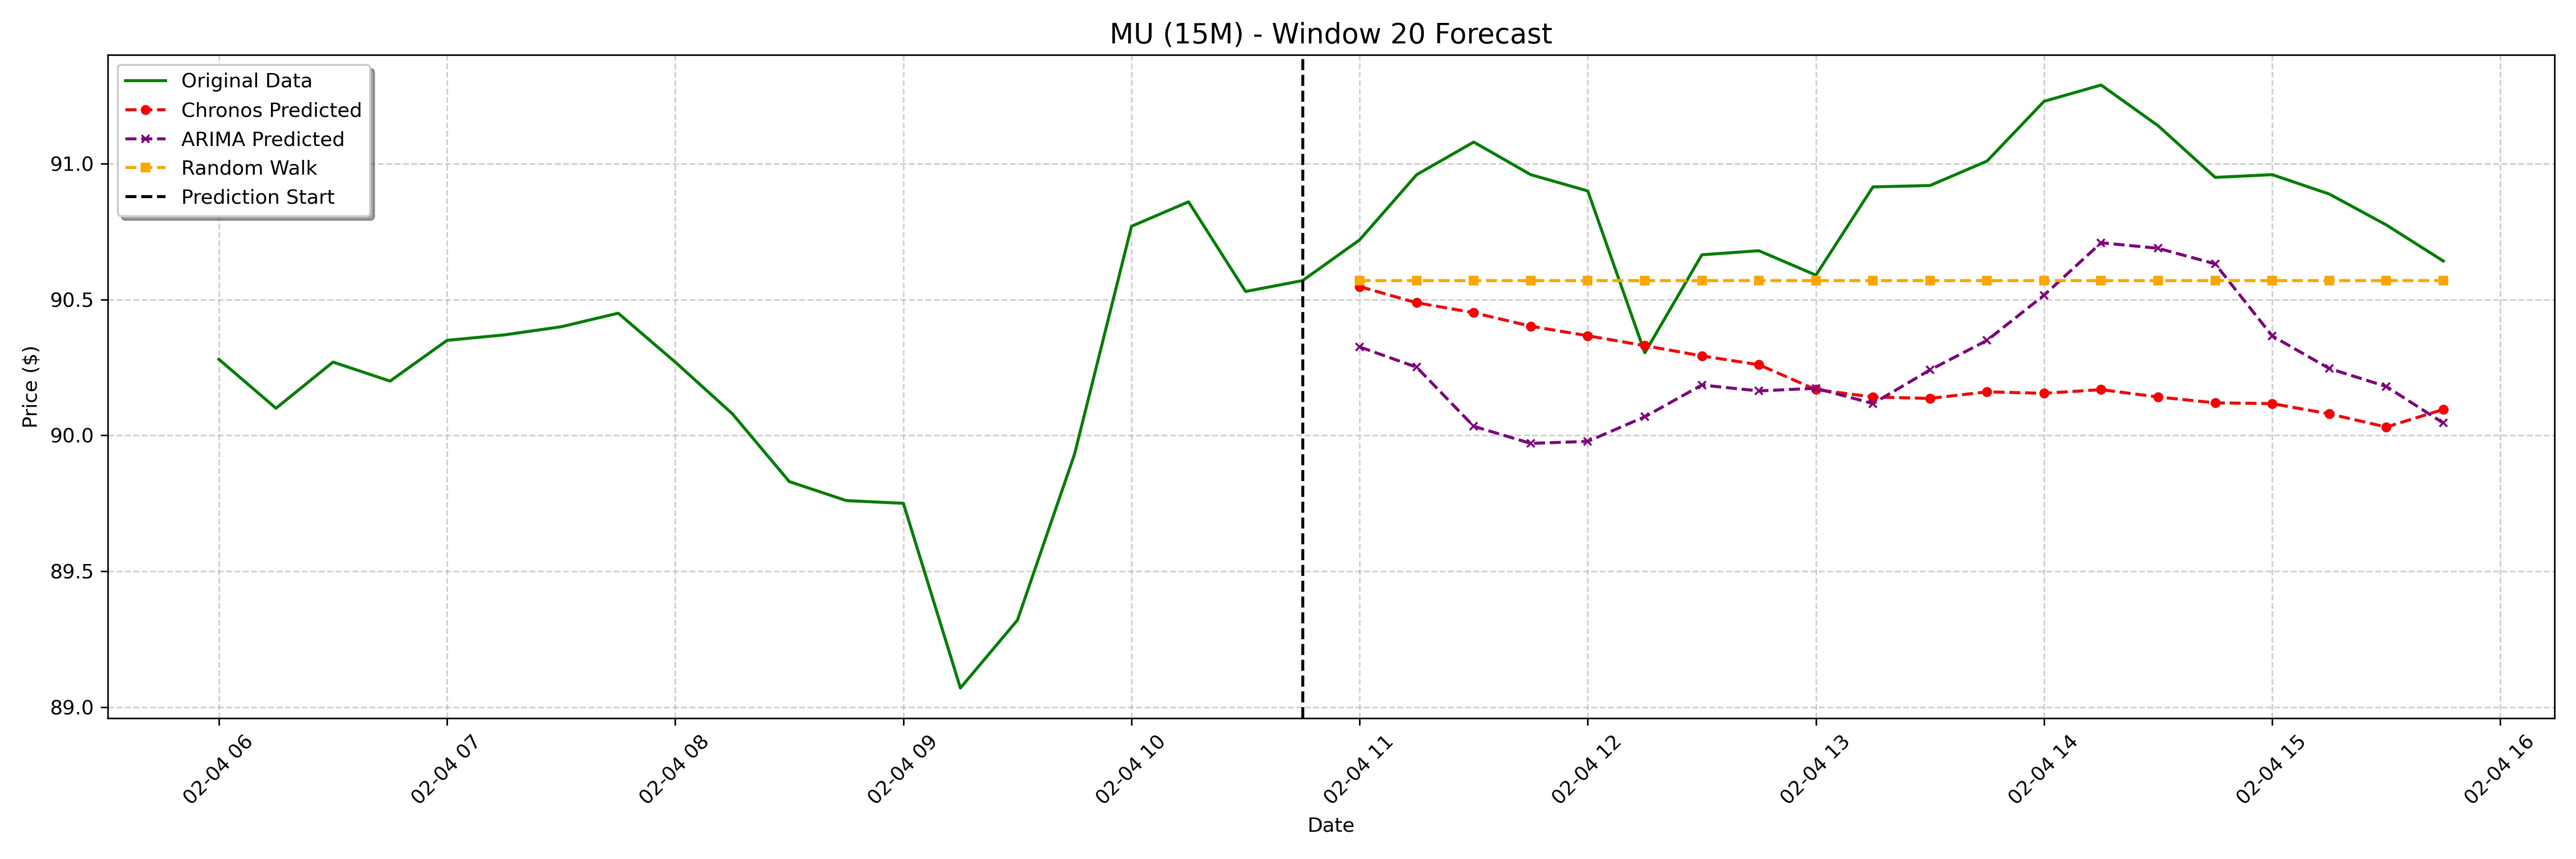 MU (15M) - Window 20 Forecast
Original Data
Chronos Predicted
ARIMA Predicted
Random Walk
Prediction Start
Price ($)
91.0
90.5
90.0
89.5
89.0
02-04 06
02-04 07
02-04 08
02-04 09
02-04 10
02-04 11
02-04 12
02-04 13
02-04 14
02-04 15
02-04 16
Date